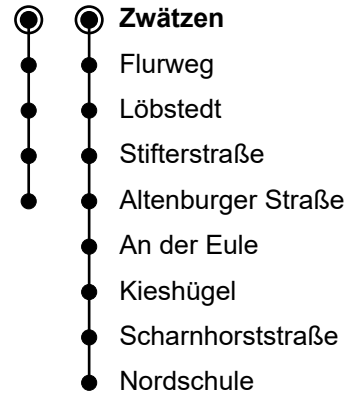 Zwätzen
Flurweg
Löbstedt
Stifterstraße
Altenburger Straße
An der Eule
Kieshügel
Scharnhorststraße
Nordschule